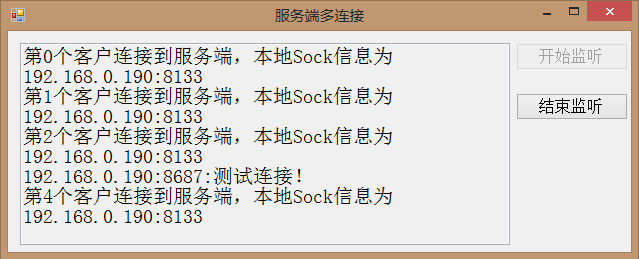 服务端多连接
第0个客户连接到服务端，本地Sock信息为
192.168.0.190:8133
第1个客户连接到服务端，本地Sock信息为
192.168.0.190:8133
第2个客户连接到服务端，本地Sock信息为
192.168.0.190:8133
192.168.0.190:8687:测试连接！
第4个客户连接到服务端，本地Sock信息为
192.168.0.190:8133
开始监听
结束监听